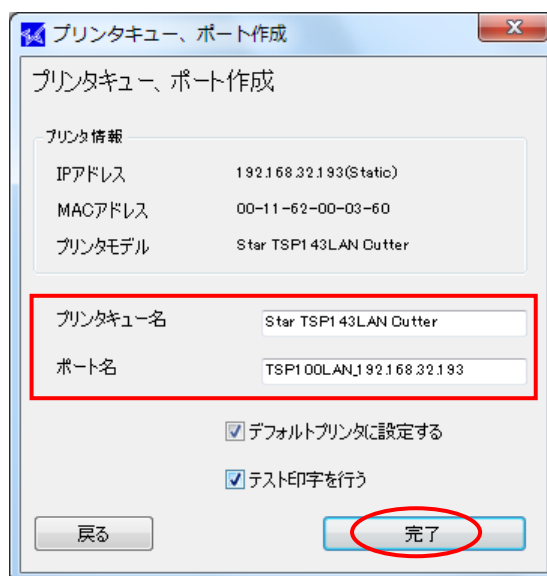 プリンタキュー、ポート作成
プリンタキュー、ポート作成
プリンタ情報
IPアドレス 192.168.32.193(Static)
MACアドレス 00-11-62-00-03-60
プリンタモデル Star TSP143LAN Cutter
プリンタキュー名 Star TSP143LAN Cutter
ポート名 TSP100LAN_192.168.32.193
デフォルトプリンタに設定する
テスト印字を行う
戻る 完了